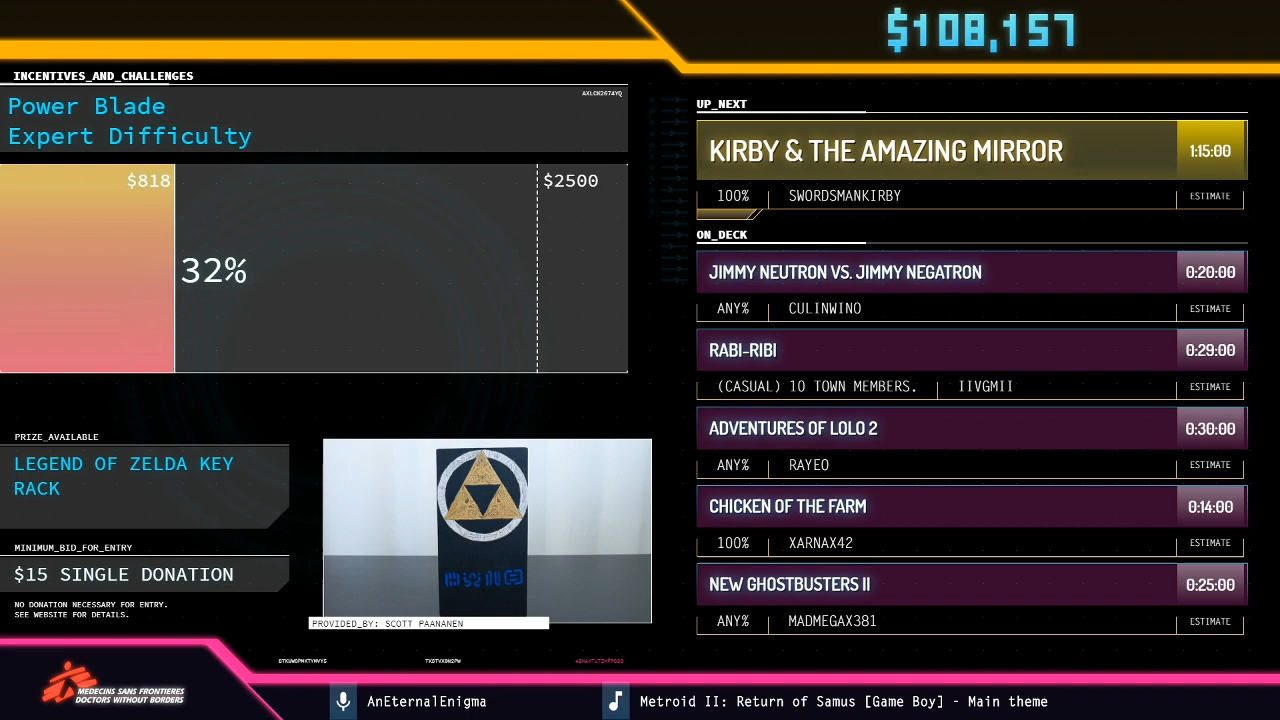 $108,157
INCENTIVES_AND_CHALLENGES
AXLCK2674YQ
Power Blade
Expert Difficulty
$818
$2500
32%
PRIZE_AVAILABLE
LEGEND OF ZELDA KEY
RACK
MINIMUM_BID_FOR_ENTRY
$15 SINGLE DONATION
NO DONATION NECESSARY FOR ENTRY.
SEE WEBSITE FOR DETAILS.
PROVIDED_BY: SCOTT PAANANEN
UP_NEXT
KIRBY & THE AMAZING MIRROR
1:15:00
100%
SWORDSMANKIRBY
ESTIMATE
ON_DECK
JIMMY NEUTRON VS. JIMMY NEGATRON
0:20:00
ANY%
CULINWINO
ESTIMATE
RABI-RIBI
0:29:00
(CASUAL) 10 TOWN MEMBERS.
IIVGMII
ESTIMATE
ADVENTURES OF LOLO 2
0:30:00
ANY%
RAYEO
ESTIMATE
CHICKEN OF THE FARM
0:14:00
100%
XARNAX42
ESTIMATE
NEW GHOSTBUSTERS II
0:25:00
ANY%
MADMEGAX381
ESTIMATE
MEDECINS SANS FRONTIERES
DOCTORS WITHOUT BORDERS
AnEternalEnigma
Metroid II: Return of Samus [Game Boy] - Main theme